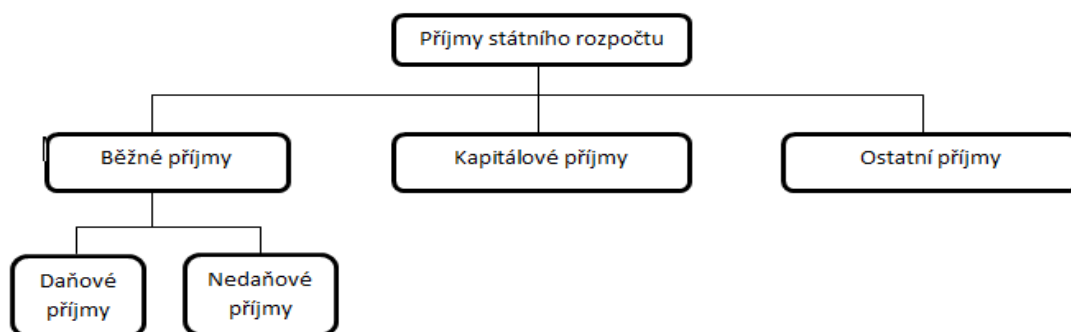 Příjmy státního rozpočtu
Běžné příjmy
Kapitálové příjmy
Ostatní příjmy
Daňové
příjmy
Nedaňové
příjmy